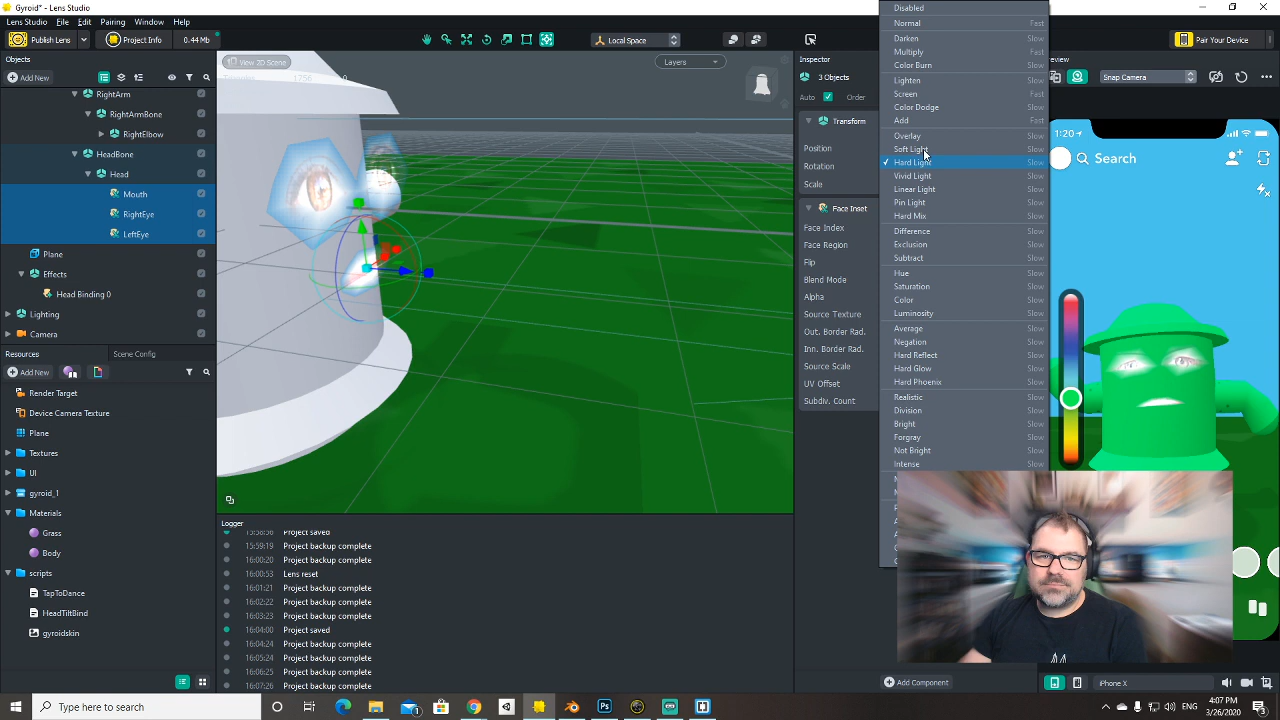 Gyroid* - Lens Studio
File Edit Pairing Window Help
Publish Lens
Project Info
0.44 Mb
Local Space
Pair Your Device
Add New
RightArm
RightArmBone
RightElbow
HeadBone
Head
Mouth
RightEye
LeftEye
Plane
Effects
Head Binding 0
Lighting
Camera
Resources
Scene Config
Add New
Render Target
Device Camera Texture
Plane
Textures
UI
gyroid_1
Materials
Grass
Body
scripts
TapToDance
HeadTiltBind
gyroidskin
View 2D Scene
1756
Layers
Logger
15:58:56 Project saved
15:59:19 Project backup complete
16:00:20 Project backup complete
16:00:53 Lens reset
16:01:21 Project backup complete
16:02:22 Project backup complete
16:03:23 Project backup complete
16:04:00 Project saved
16:04:24 Project backup complete
16:05:24 Project backup complete
16:06:25 Project backup complete
16:07:26 Project backup complete
Inspector
3 Objects
Auto Order
Transform
Position
Rotation
Scale
Face Inset
Face Index
Face Region
Flip
Blend Mode
Alpha
Source Texture
Out. Border Rad.
Inn. Border Rad.
Source Scale
UV Offset
Subdiv. Count
Add Component
Disabled
Normal Fast
Darken Slow
Multiply Fast
Color Burn Slow
Lighten Slow
Screen Fast
Color Dodge Slow
Add Fast
Overlay Slow
Soft Light Slow
✓ Hard Light Slow
Vivid Light Slow
Linear Light Slow
Pin Light Slow
Hard Mix Slow
Difference Slow
Exclusion Slow
Subtract Slow
Hue Slow
Saturation Slow
Color Slow
Luminosity Slow
Average Slow
Negation Slow
Hard Reflect Slow
Hard Glow Slow
Hard Phoenix Slow
Realistic Slow
Division Slow
Bright Slow
Forgray Slow
Not Bright Slow
Intense Slow
Snap Camera
1:20
Search
iPhone X
Type here to search
4:07 PM
3/26/2020